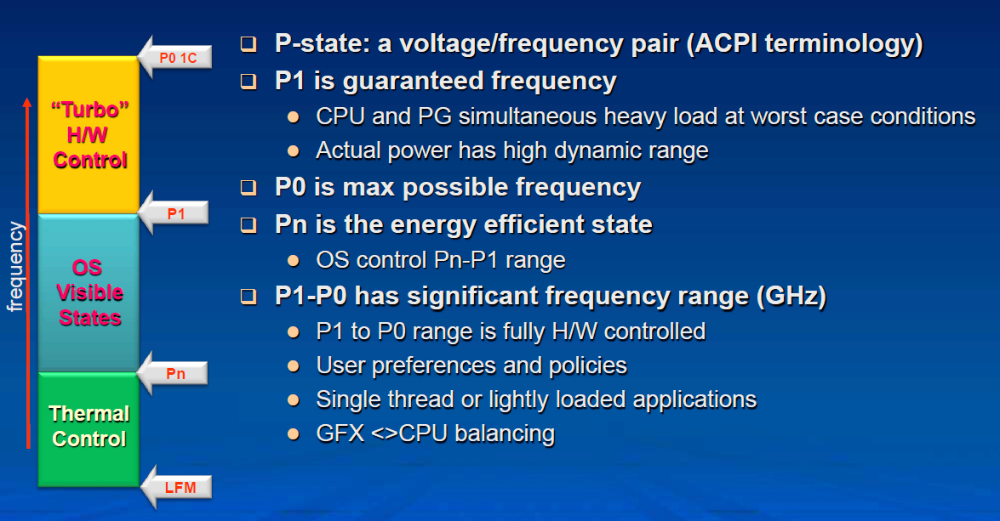 P0 1C
"Turbo"
H/W
Control
P1
frequency
OS
Visible
States
Pn
Thermal
Control
LFM
P-state: a voltage/frequency pair (ACPI terminology)
P1 is guaranteed frequency
CPU and PG simultaneous heavy load at worst case conditions
Actual power has high dynamic range
P0 is max possible frequency
Pn is the energy efficient state
OS control Pn-P1 range
P1-P0 has significant frequency range (GHz)
P1 to P0 range is fully H/W controlled
User preferences and policies
Single thread or lightly loaded applications
GFX <>CPU balancing